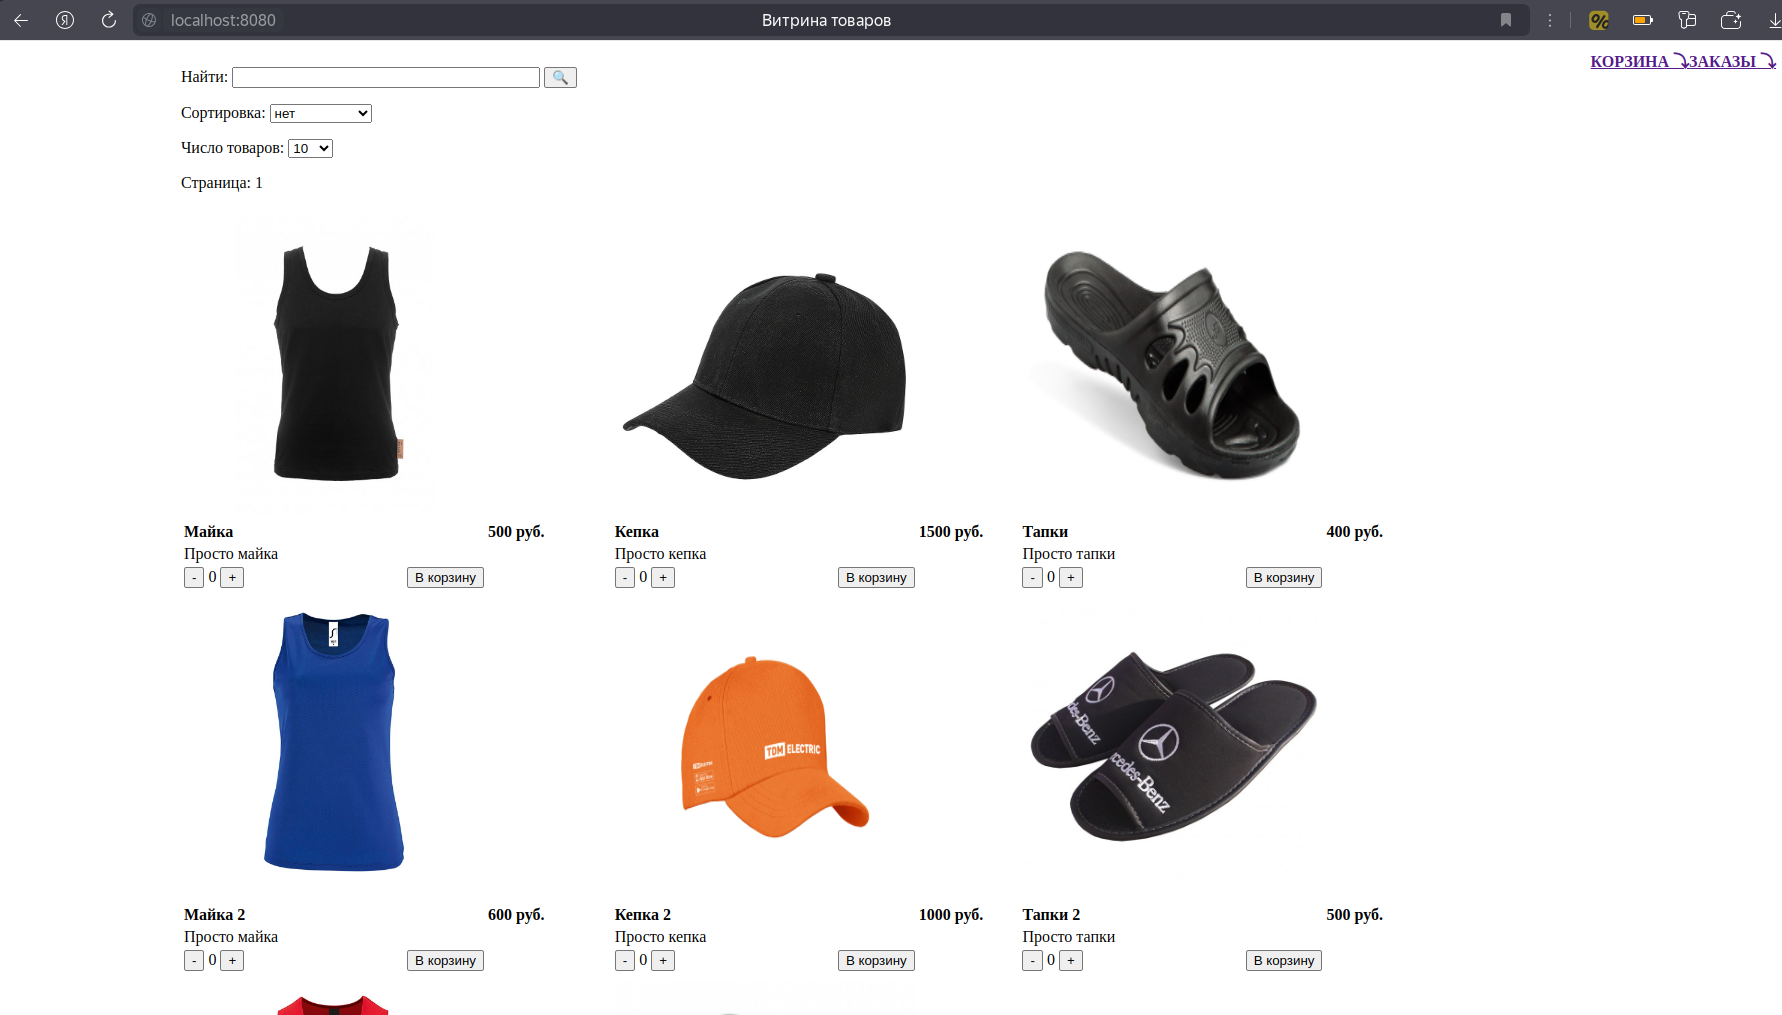 localhost:8080 Витрина товаров
КОРЗИНА ⤵ЗАКАЗЫ ⤵
Найти: 🔍
Сортировка: нет
Число товаров: 10
Страница: 1
Майка 500 руб. Кепка 1500 руб. Тапки 400 руб.
Просто майка Просто кепка Просто тапки
- 0 + В корзину - 0 + В корзину - 0 + В корзину
TDM ELECTRIC
Mercedes-Benz
Майка 2 600 руб. Кепка 2 1000 руб. Тапки 2 500 руб.
Просто майка Просто кепка Просто тапки
- 0 + В корзину - 0 + В корзину - 0 + В корзину